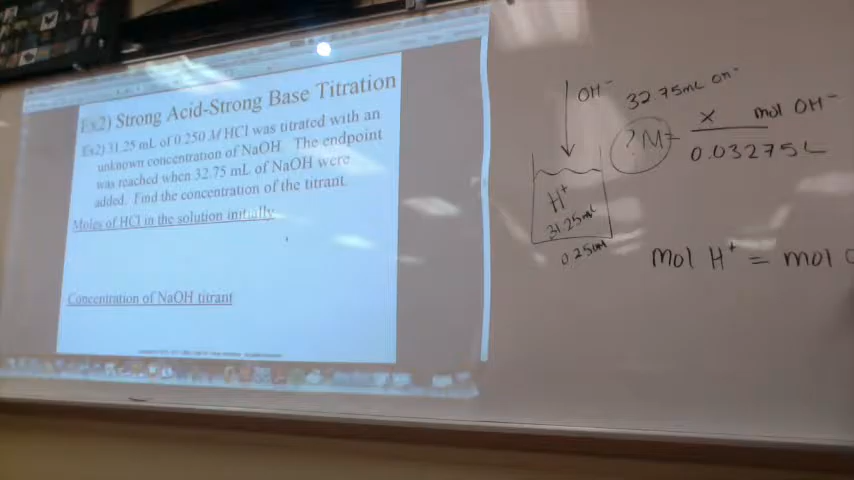 Ex2) Strong Acid-Strong Base Titration
Ex2) 31.25 mL of 0.250 M HCl was titrated with an
unknown concentration of NaOH. The endpoint
was reached when 32.75 mL of NaOH were
added. Find the concentration of the titrant.
Moles of HCl in the solution initially
Concentration of NaOH titrant
OH⁻
32.75mL OH⁻
?M = x mol OH⁻
0.03275L
H⁺
31.25mL
0.250M
mol H⁺ = mol